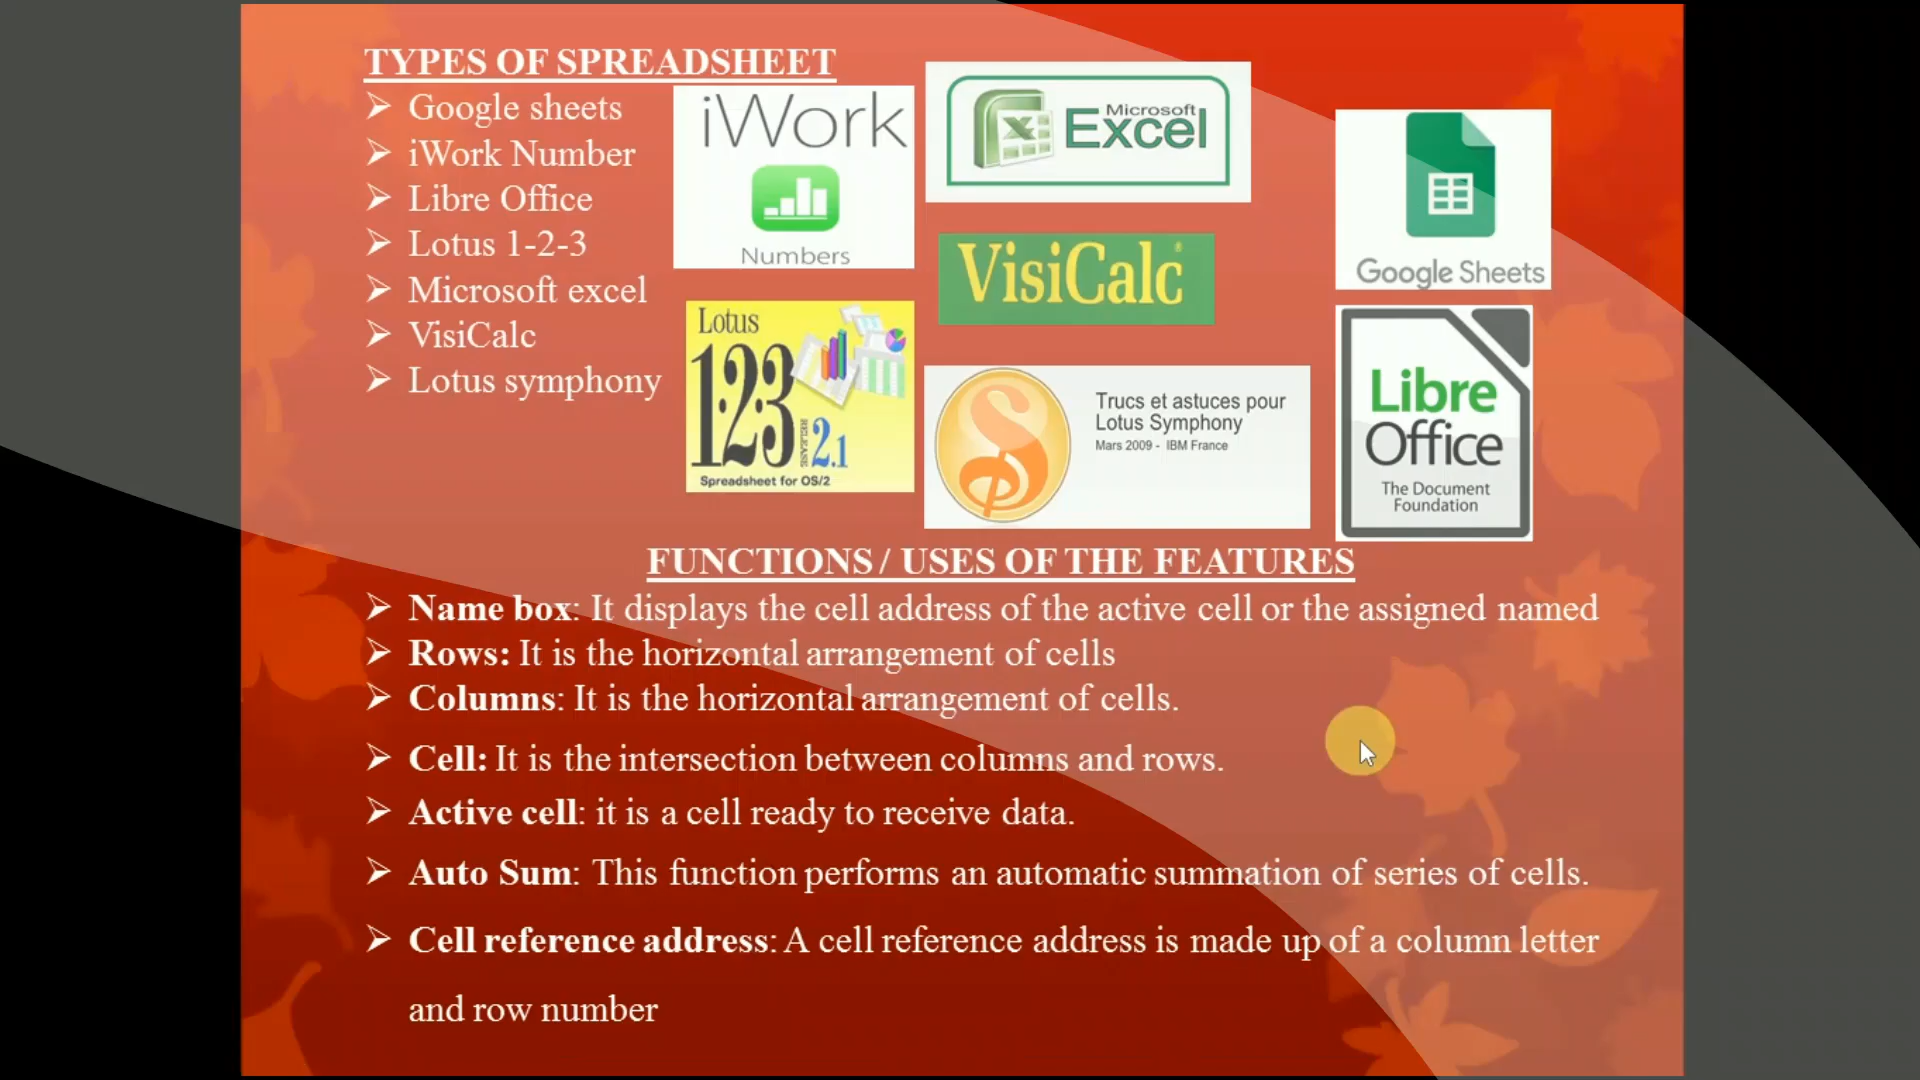 TYPES OF SPREADSHEET
➢ Google sheets
➢ iWork Number
➢ Libre Office
➢ Lotus 1-2-3
➢ Microsoft excel
➢ VisiCalc
➢ Lotus symphony
iWork
Numbers
Microsoft
Excel
Google Sheets
VisiCalc®
Lotus
1·2·3
RELEASE 2.1
Spreadsheet for OS/2
Trucs et astuces pour
Lotus Symphony
Mars 2009 - IBM France
Libre
Office
The Document
Foundation
FUNCTIONS / USES OF THE FEATURES
➢ Name box: It displays the cell address of the active cell or the assigned named
➢ Rows: It is the horizontal arrangement of cells
➢ Columns: It is the horizontal arrangement of cells.
➢ Cell: It is the intersection between columns and rows.
➢ Active cell: it is a cell ready to receive data.
➢ Auto Sum: This function performs an automatic summation of series of cells.
➢ Cell reference address: A cell reference address is made up of a column letter
and row number